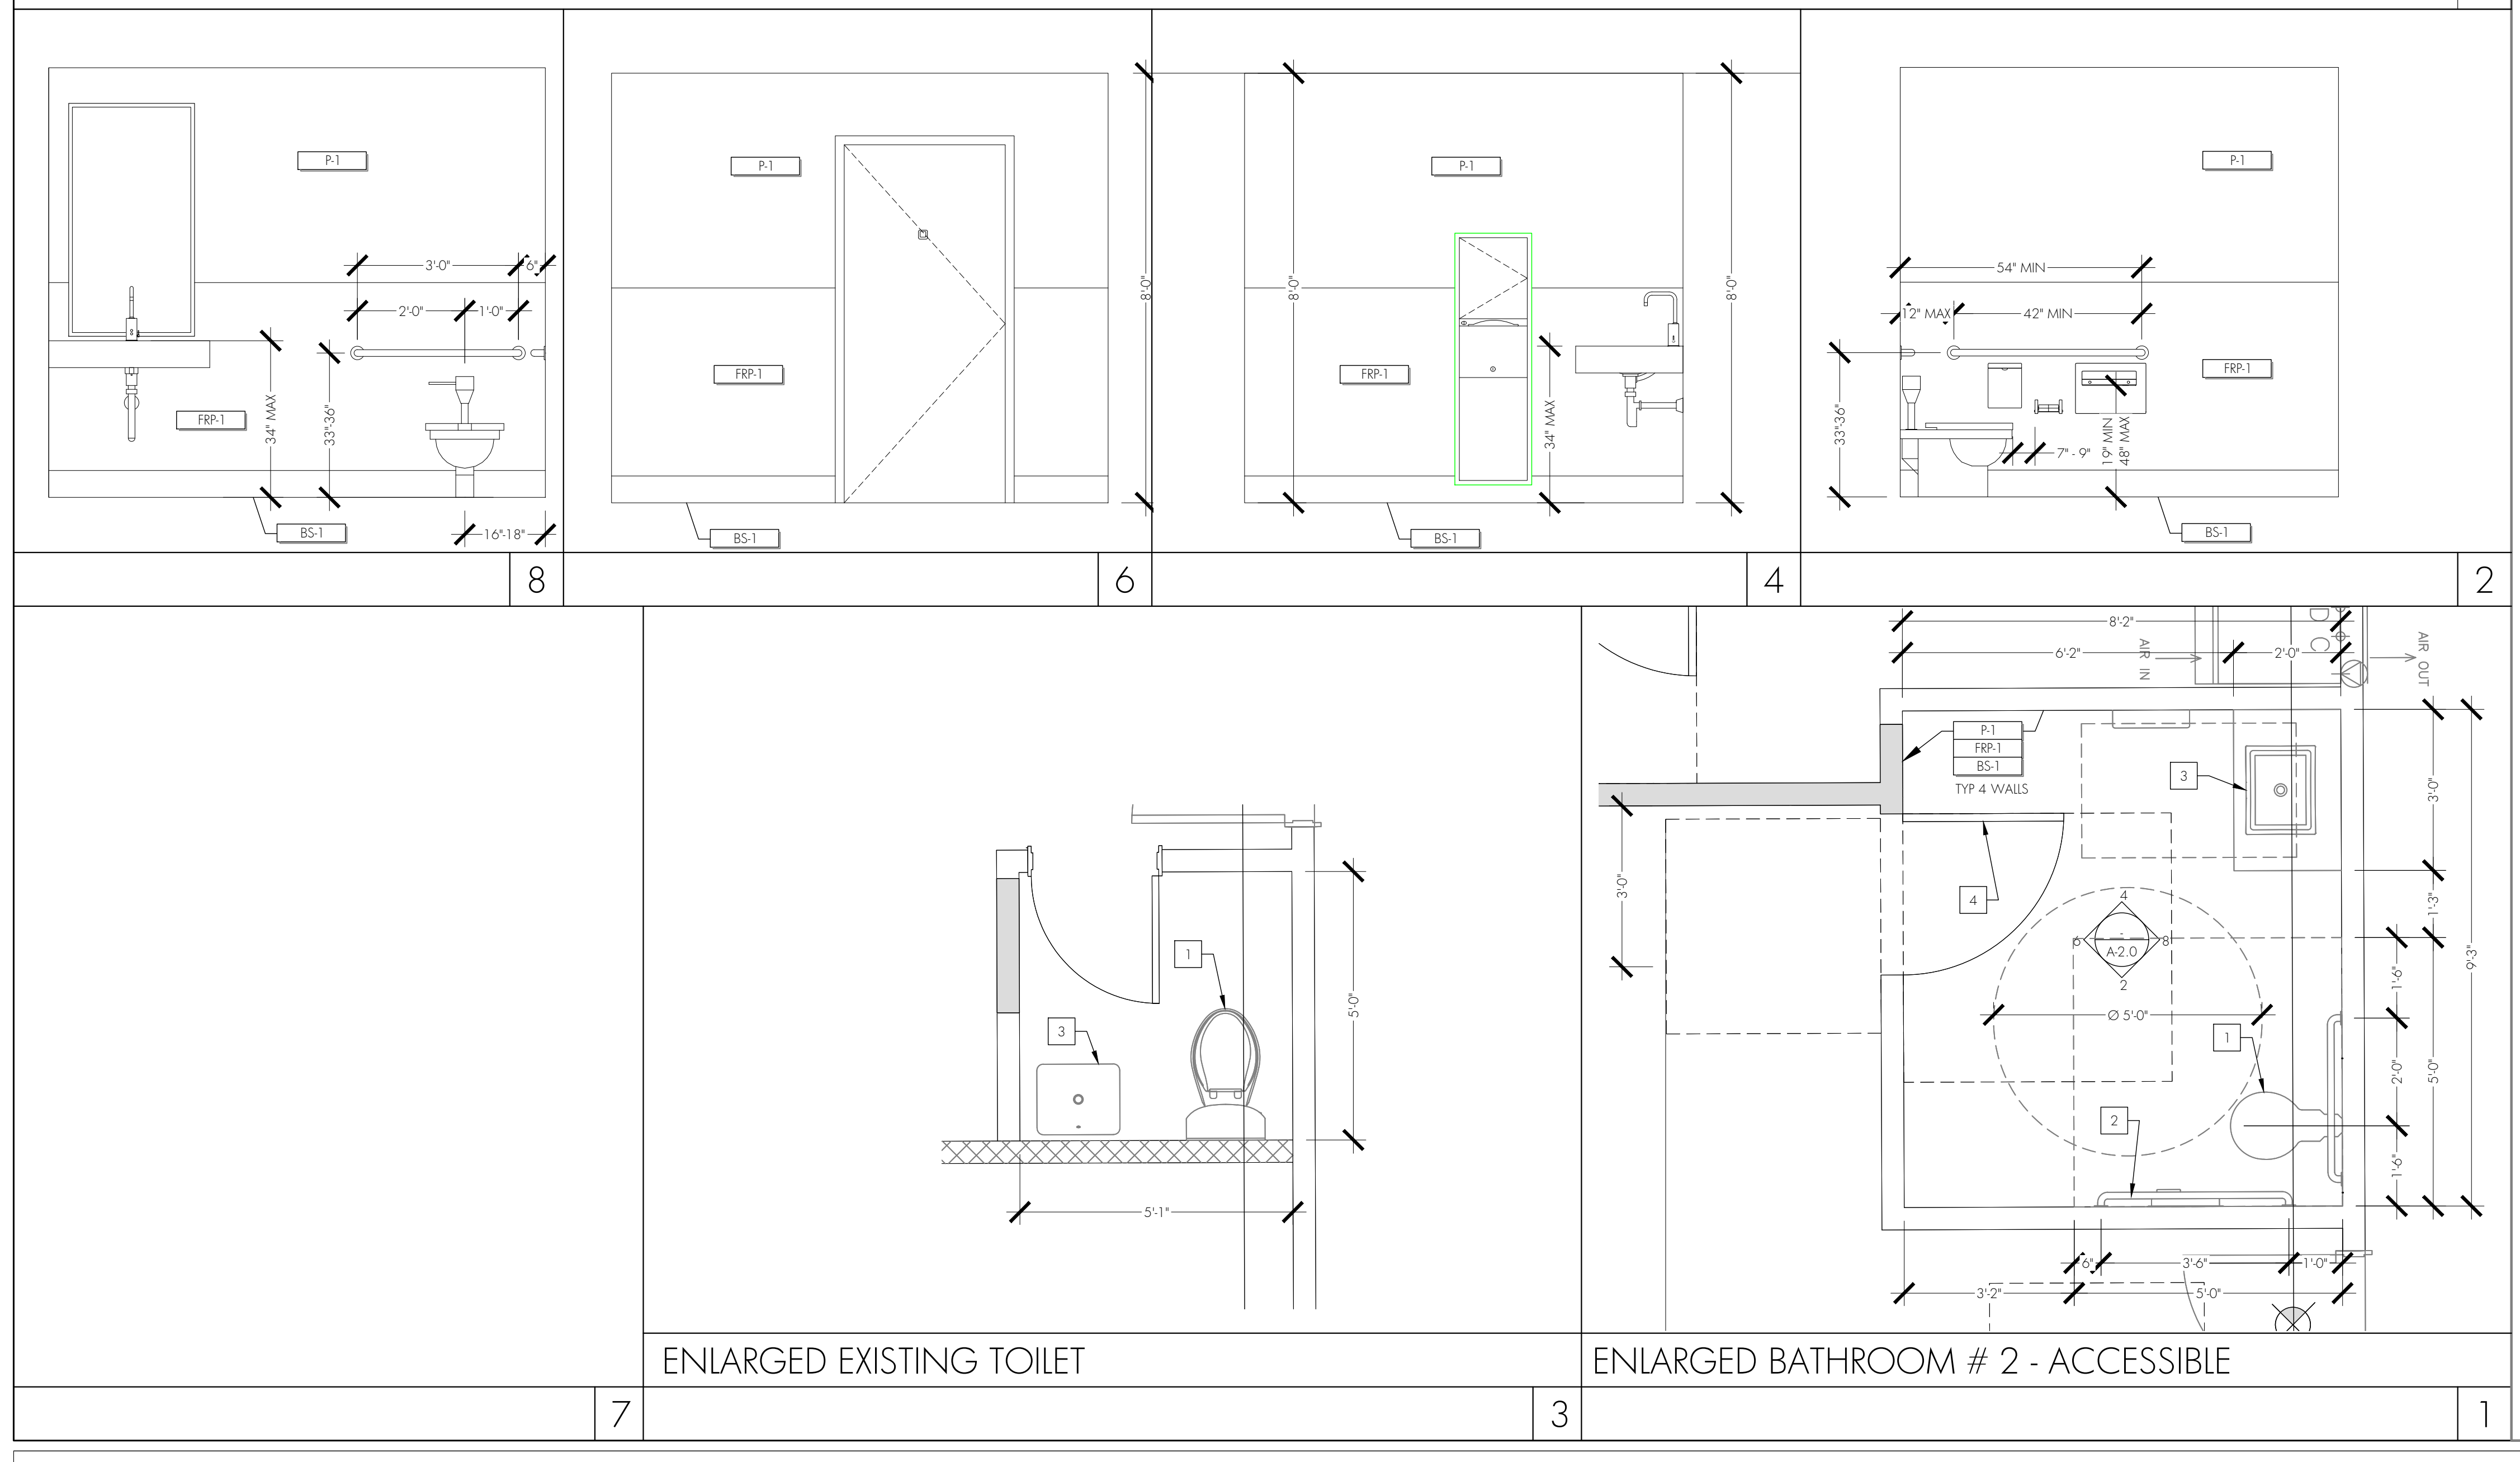 P-1
3'-0"
6"
2'-0"
1'-0"
FRP-1
34" MAX
33"-36"
BS-1
16"-18"
8
P-1
8'-0"
FRP-1
BS-1
6
P-1
8'-0"
8'-0"
FRP-1
34" MAX
BS-1
4
P-1
54" MIN
12" MAX
42" MIN
FRP-1
33"-36"
7" - 9"
19" MIN
48" MAX
BS-1
2
7
1
3
5'-0"
5'-1"
ENLARGED EXISTING TOILET
3
8'-2"
6'-2"
2'-0"
D C
AIR IN
AIR OUT
P-1
FRP-1
BS-1
TYP 4 WALLS
3
3'-0"
3'-0"
4
1'-3"
4
6
-
8
A-2.0
2
9'-3"
1'-6"
Ø 5'-0"
1
2'-0"
5'-0"
2
1'-6"
6"
3'-6"
1'-0"
3'-2"
5'-0"
ENLARGED BATHROOM # 2 - ACCESSIBLE
1